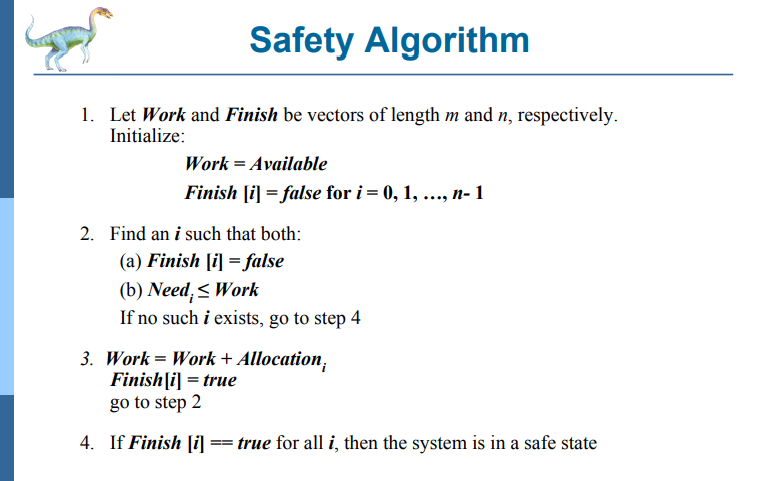 Safety Algorithm
1. Let Work and Finish be vectors of length m and n, respectively.
Initialize:
Work = Available
Finish [i] = false for i = 0, 1, …, n- 1
2. Find an i such that both:
(a) Finish [i] = false
(b) Needi ≤ Work
If no such i exists, go to step 4
3. Work = Work + Allocationi
Finish[i] = true
go to step 2
4. If Finish [i] == true for all i, then the system is in a safe state